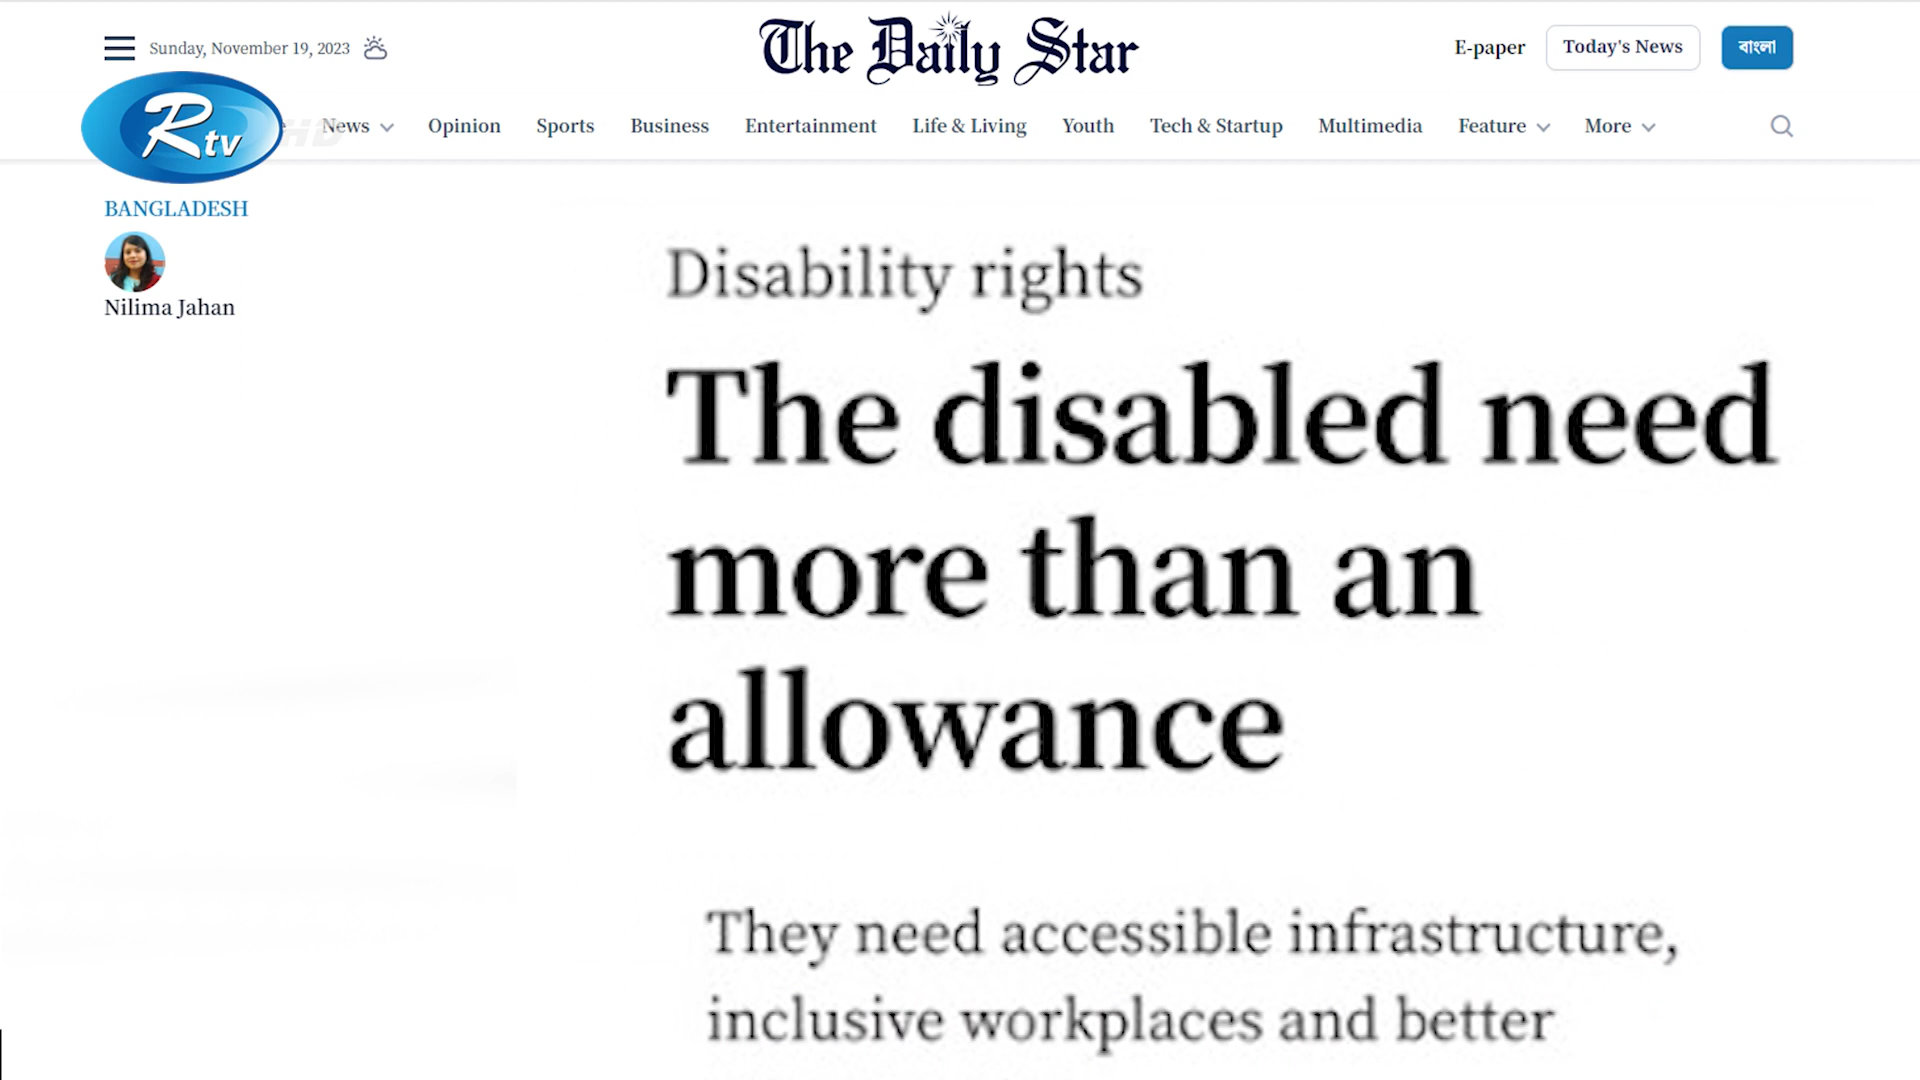 Sunday, November 19, 2023
The Daily Star
E-paper
Today's News
বাংলা
Rtv
HD
News
Opinion
Sports
Business
Entertainment
Life & Living
Youth
Tech & Startup
Multimedia
Feature
More
BANGLADESH
Nilima Jahan
Disability rights
The disabled need
more than an
allowance
They need accessible infrastructure,
inclusive workplaces and better